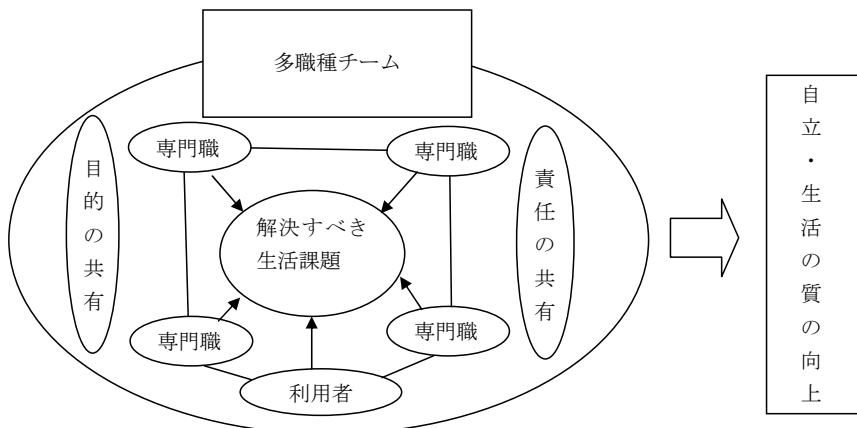 多職種チーム
専門職
専門職
目的の共有
責任の共有
解決すべき
生活課題
専門職
専門職
利用者
自立・生活の質の向上